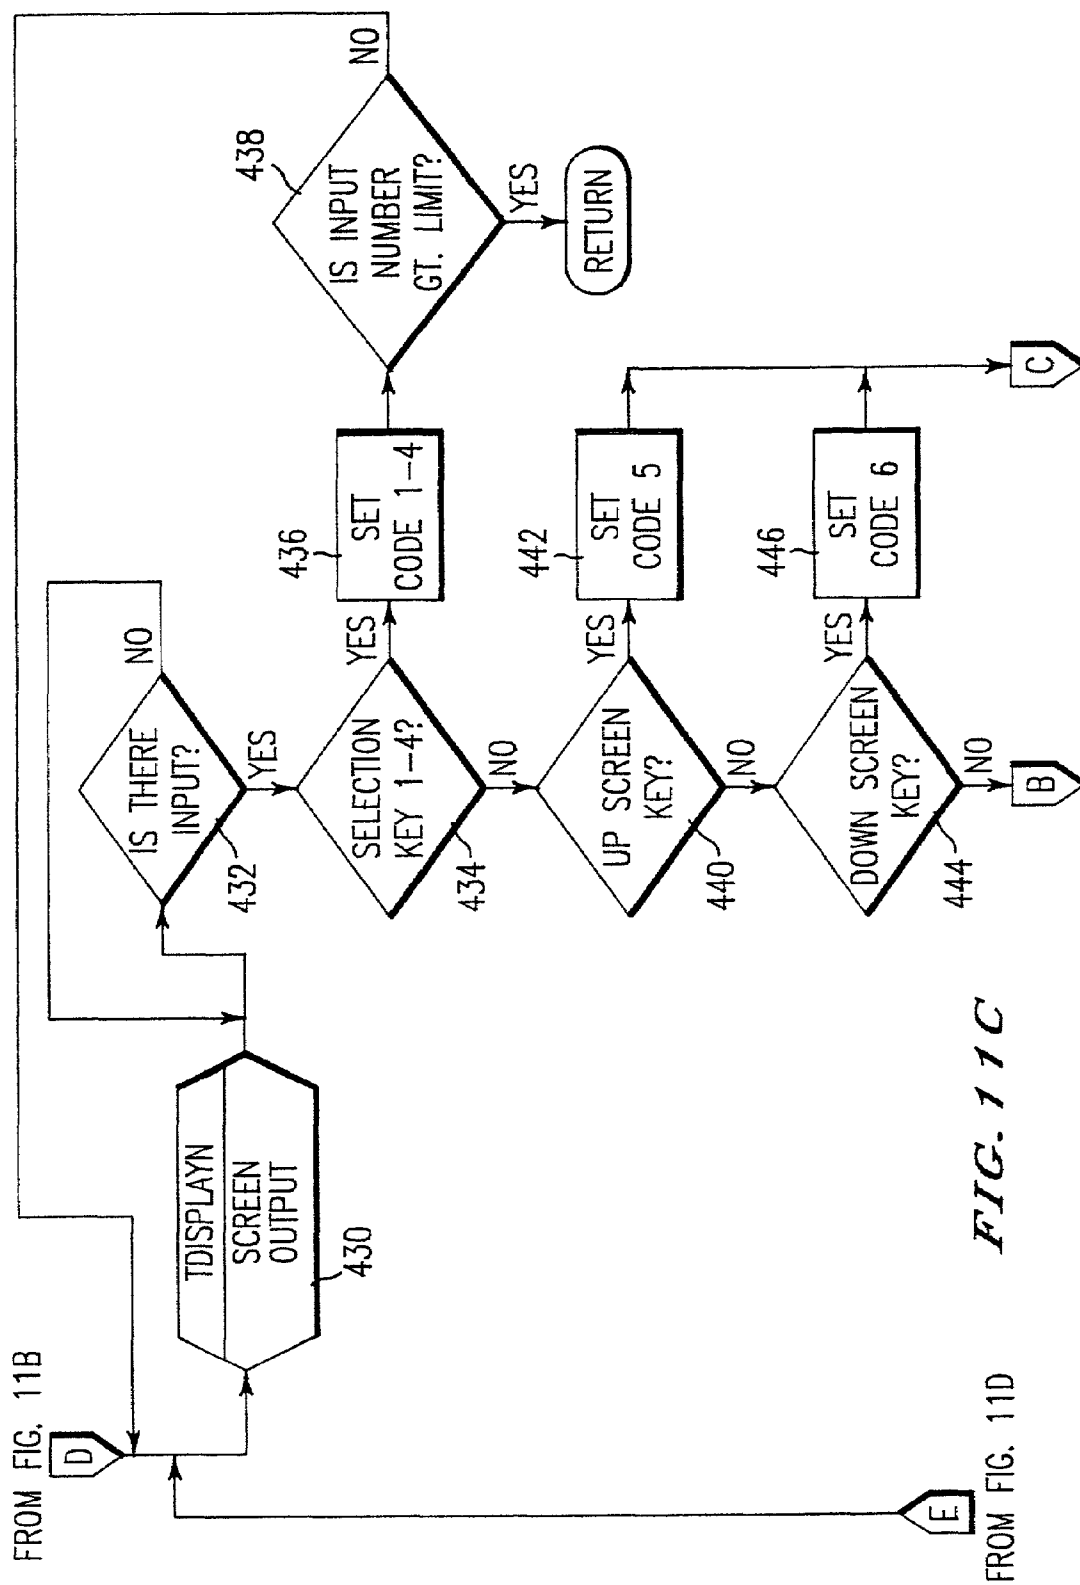 FROM FIG. 11B
D
TDISPLAYN
SCREEN
OUTPUT
430
IS THERE
INPUT?
432
NO
YES
SELECTION
KEY 1-4?
434
YES
SET
CODE 1-4
436
IS INPUT
NUMBER
GT. LIMIT?
438
NO
YES
RETURN
NO
UP SCREEN
KEY?
440
YES
SET
CODE 5
442
NO
DOWN SCREEN
KEY?
444
YES
SET
CODE 6
446
NO
B
C
E
FROM FIG. 11D
FIG. 11C